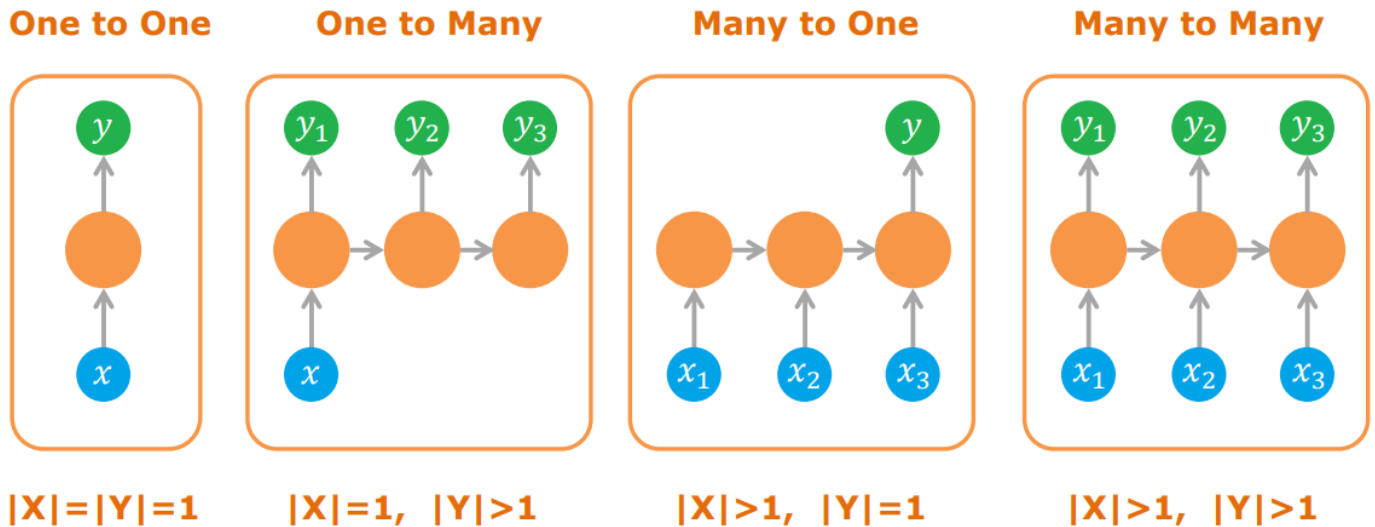 One to One
One to Many
Many to One
Many to Many
y
y₁ y₂ y₃
y
y₁ y₂ y₃
x
x
x₁ x₂ x₃
x₁ x₂ x₃
|X|=|Y|=1
|X|=1, |Y|>1
|X|>1, |Y|=1
|X|>1, |Y|>1